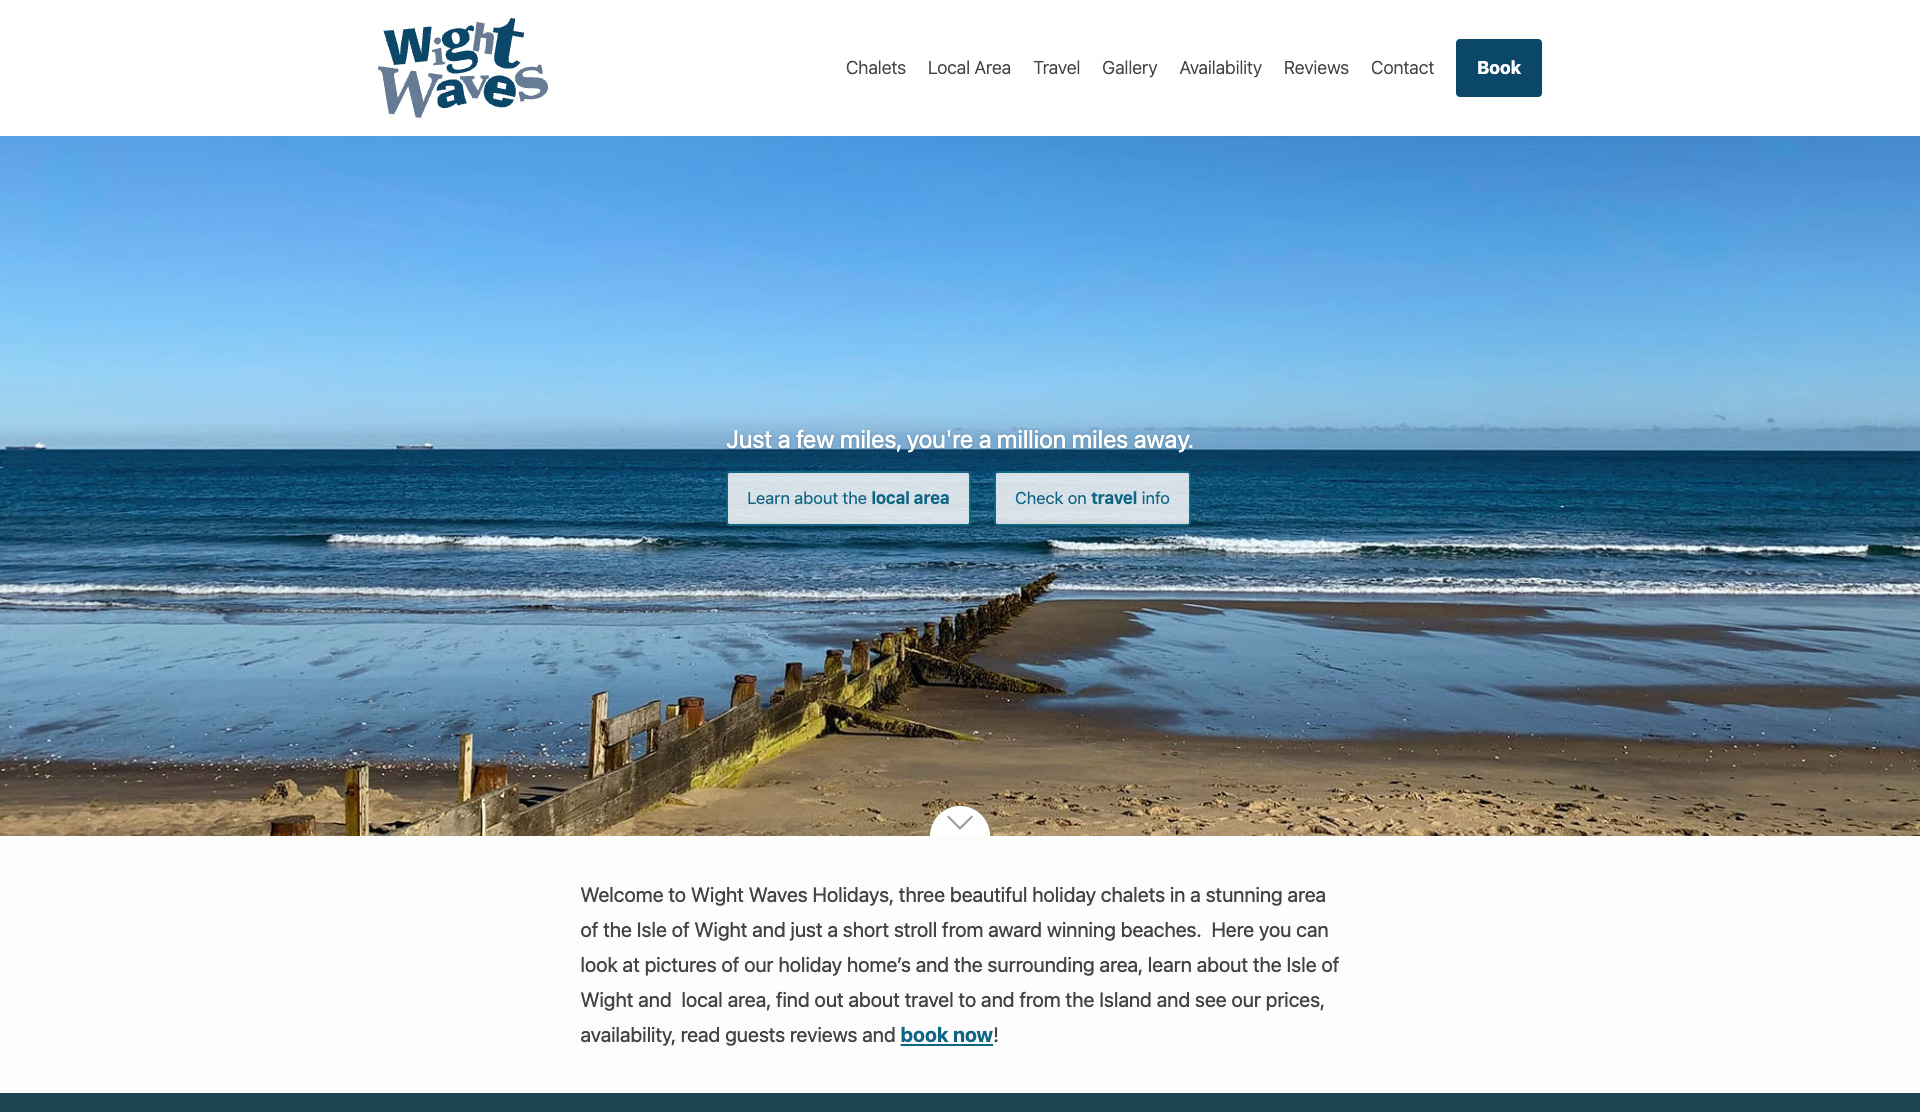 Wight
Waves
Chalets Local Area Travel Gallery Availability Reviews Contact Book
Just a few miles, you're a million miles away.
Learn about the local area Check on travel info
Welcome to Wight Waves Holidays, three beautiful holiday chalets in a stunning area
of the Isle of Wight and just a short stroll from award winning beaches.  Here you can
look at pictures of our holiday home’s and the surrounding area, learn about the Isle of
Wight and  local area, find out about travel to and from the Island and see our prices,
availability, read guests reviews and book now!